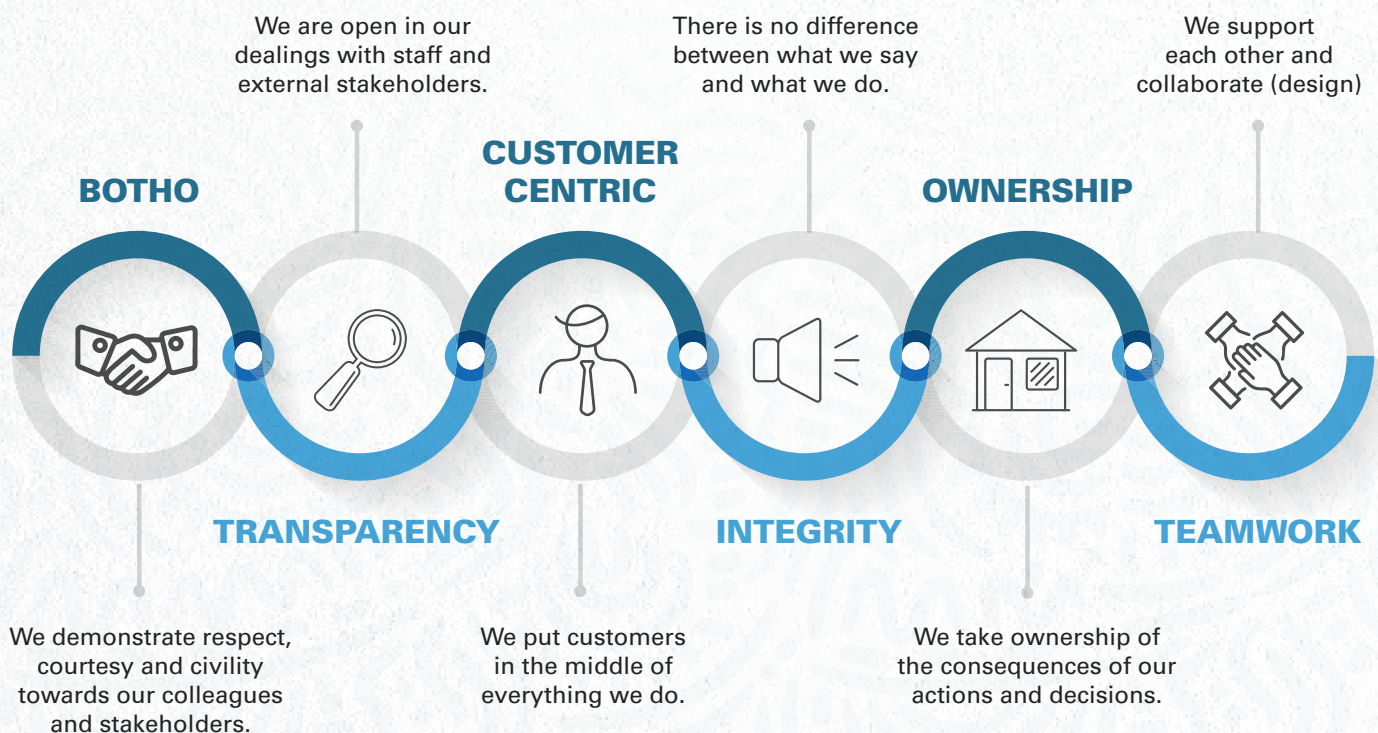 BOTHO
We demonstrate respect,
courtesy and civility
towards our colleagues
and stakeholders.
We are open in our
dealings with staff and
external stakeholders.
TRANSPARENCY
CUSTOMER
CENTRIC
We put customers
in the middle of
everything we do.
There is no difference
between what we say
and what we do.
INTEGRITY
OWNERSHIP
We take ownership of
the consequences of our
actions and decisions.
We support
each other and
collaborate (design)
TEAMWORK